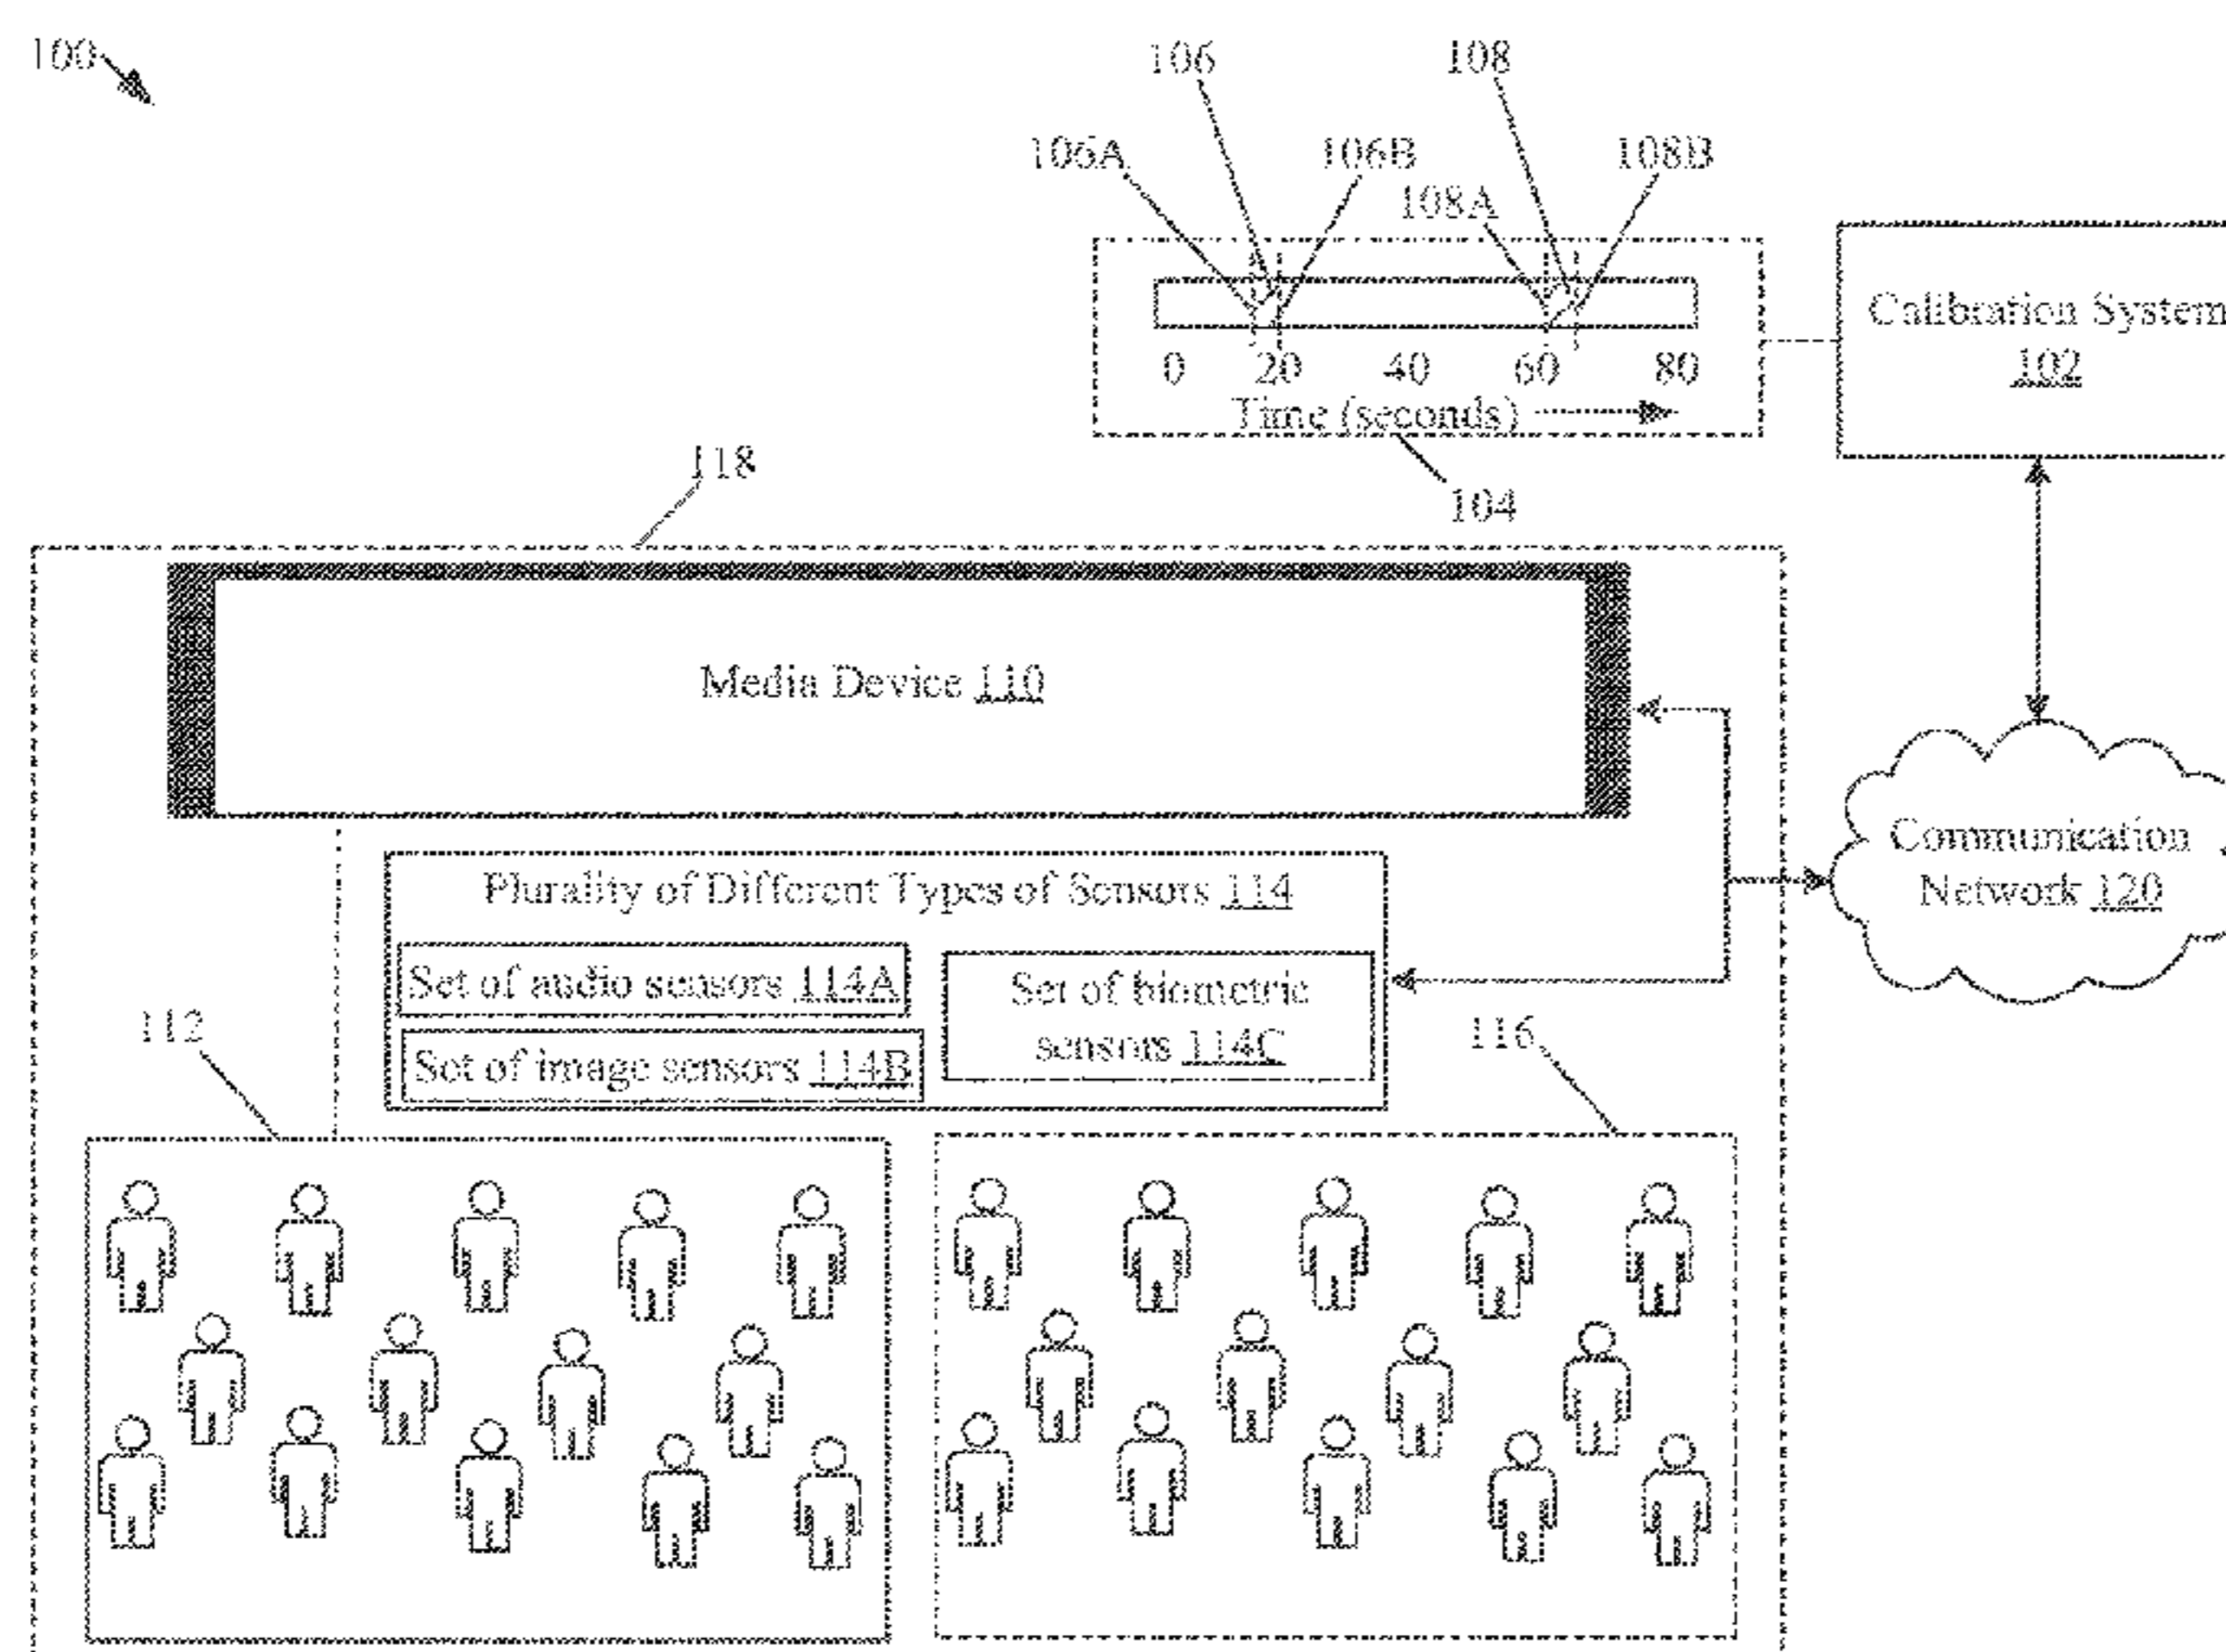 100
106
108
106A
106B
108B
108A
Calibration System
102
0 20 40 60 80
Time (seconds)
104
118
Media Device 110
Communication
Network 120
Plurality of Different Types of Sensors 114
Set of audio sensors 114A
Set of biometric
sensors 114C
Set of image sensors 114B
112
116